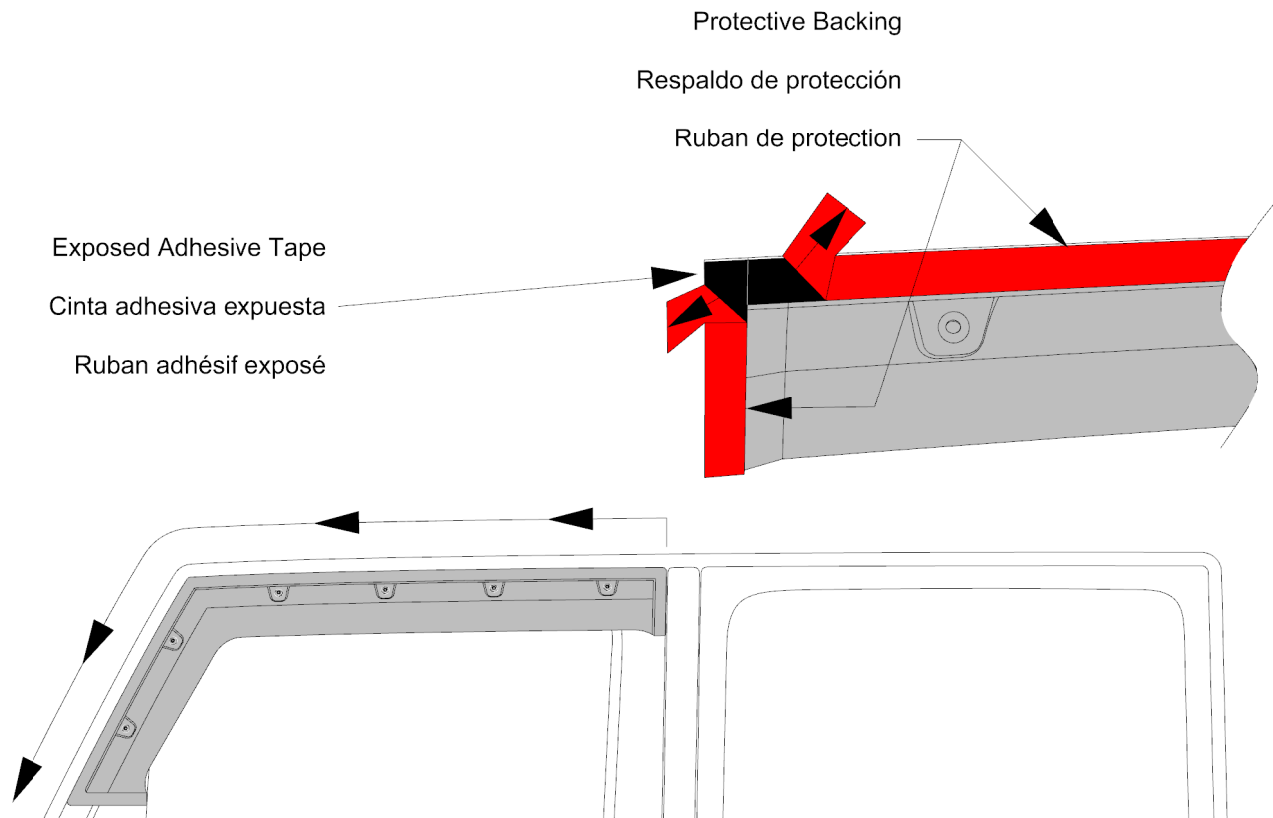 Protective Backing
Respaldo de protección
Ruban de protection
Exposed Adhesive Tape
Cinta adhesiva expuesta
Ruban adhésif exposé